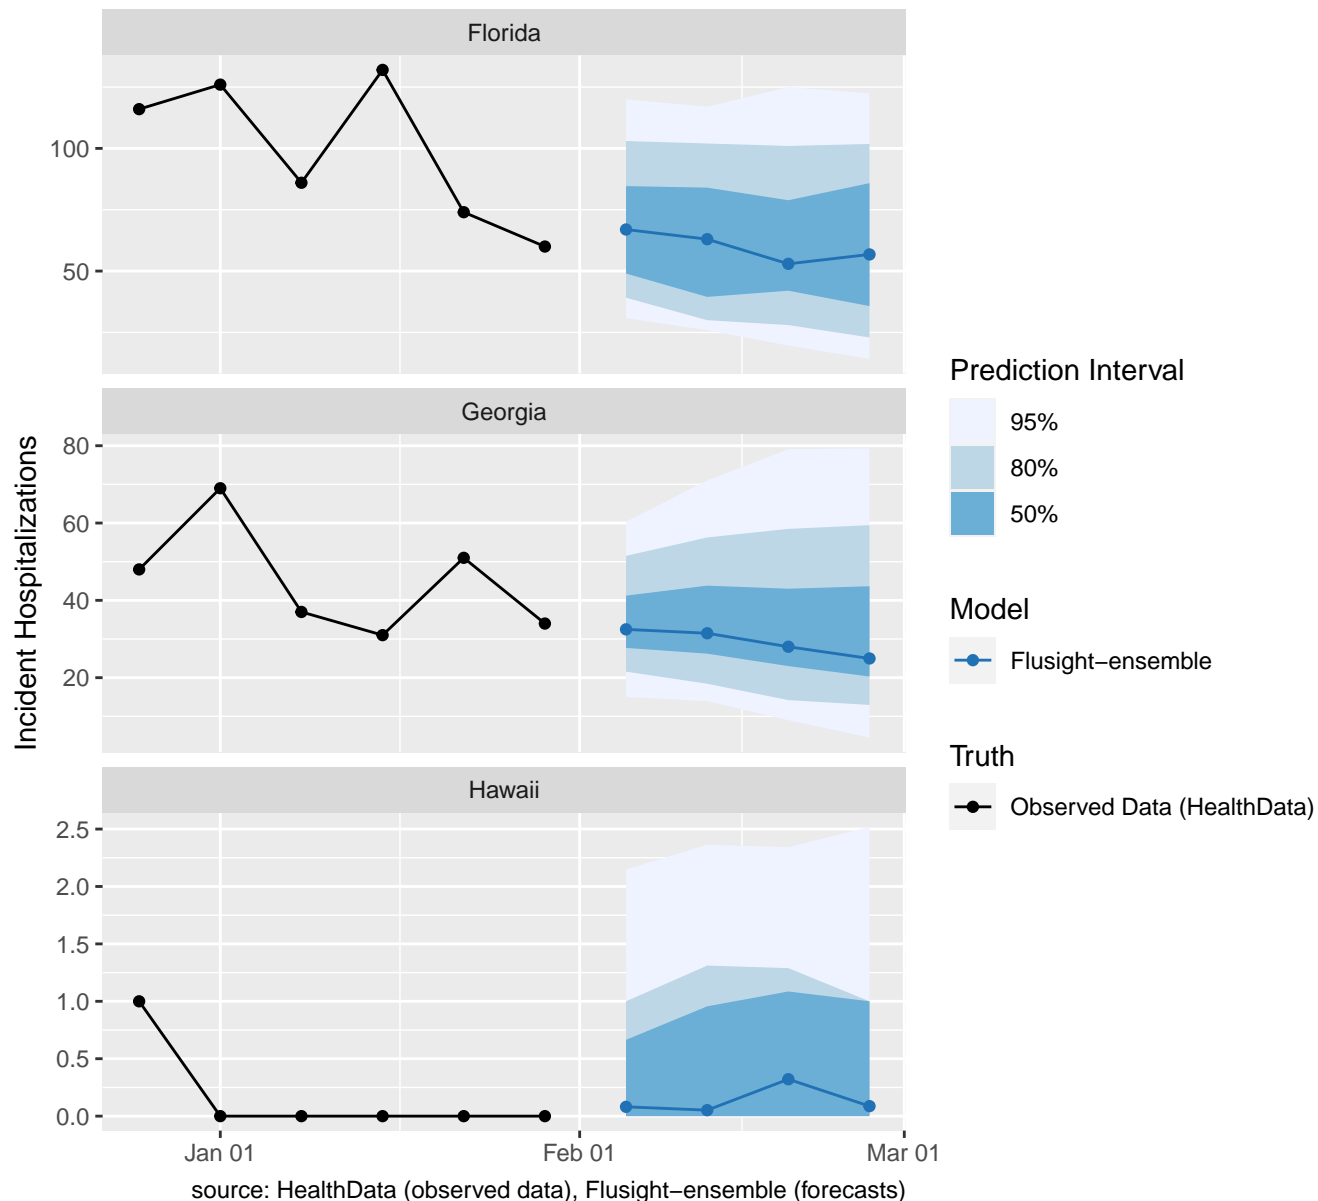 Florida
100
50
Georgia
80
60
40
20
Hawaii
2.5
2.0
1.5
1.0
0.5
0.0
Incident Hospitalizations
Jan 01 Feb 01 Mar 01
source: HealthData (observed data), Flusight−ensemble (forecasts)
Prediction Interval
95%
80%
50%
Model
Flusight−ensemble
Truth
Observed Data (HealthData)